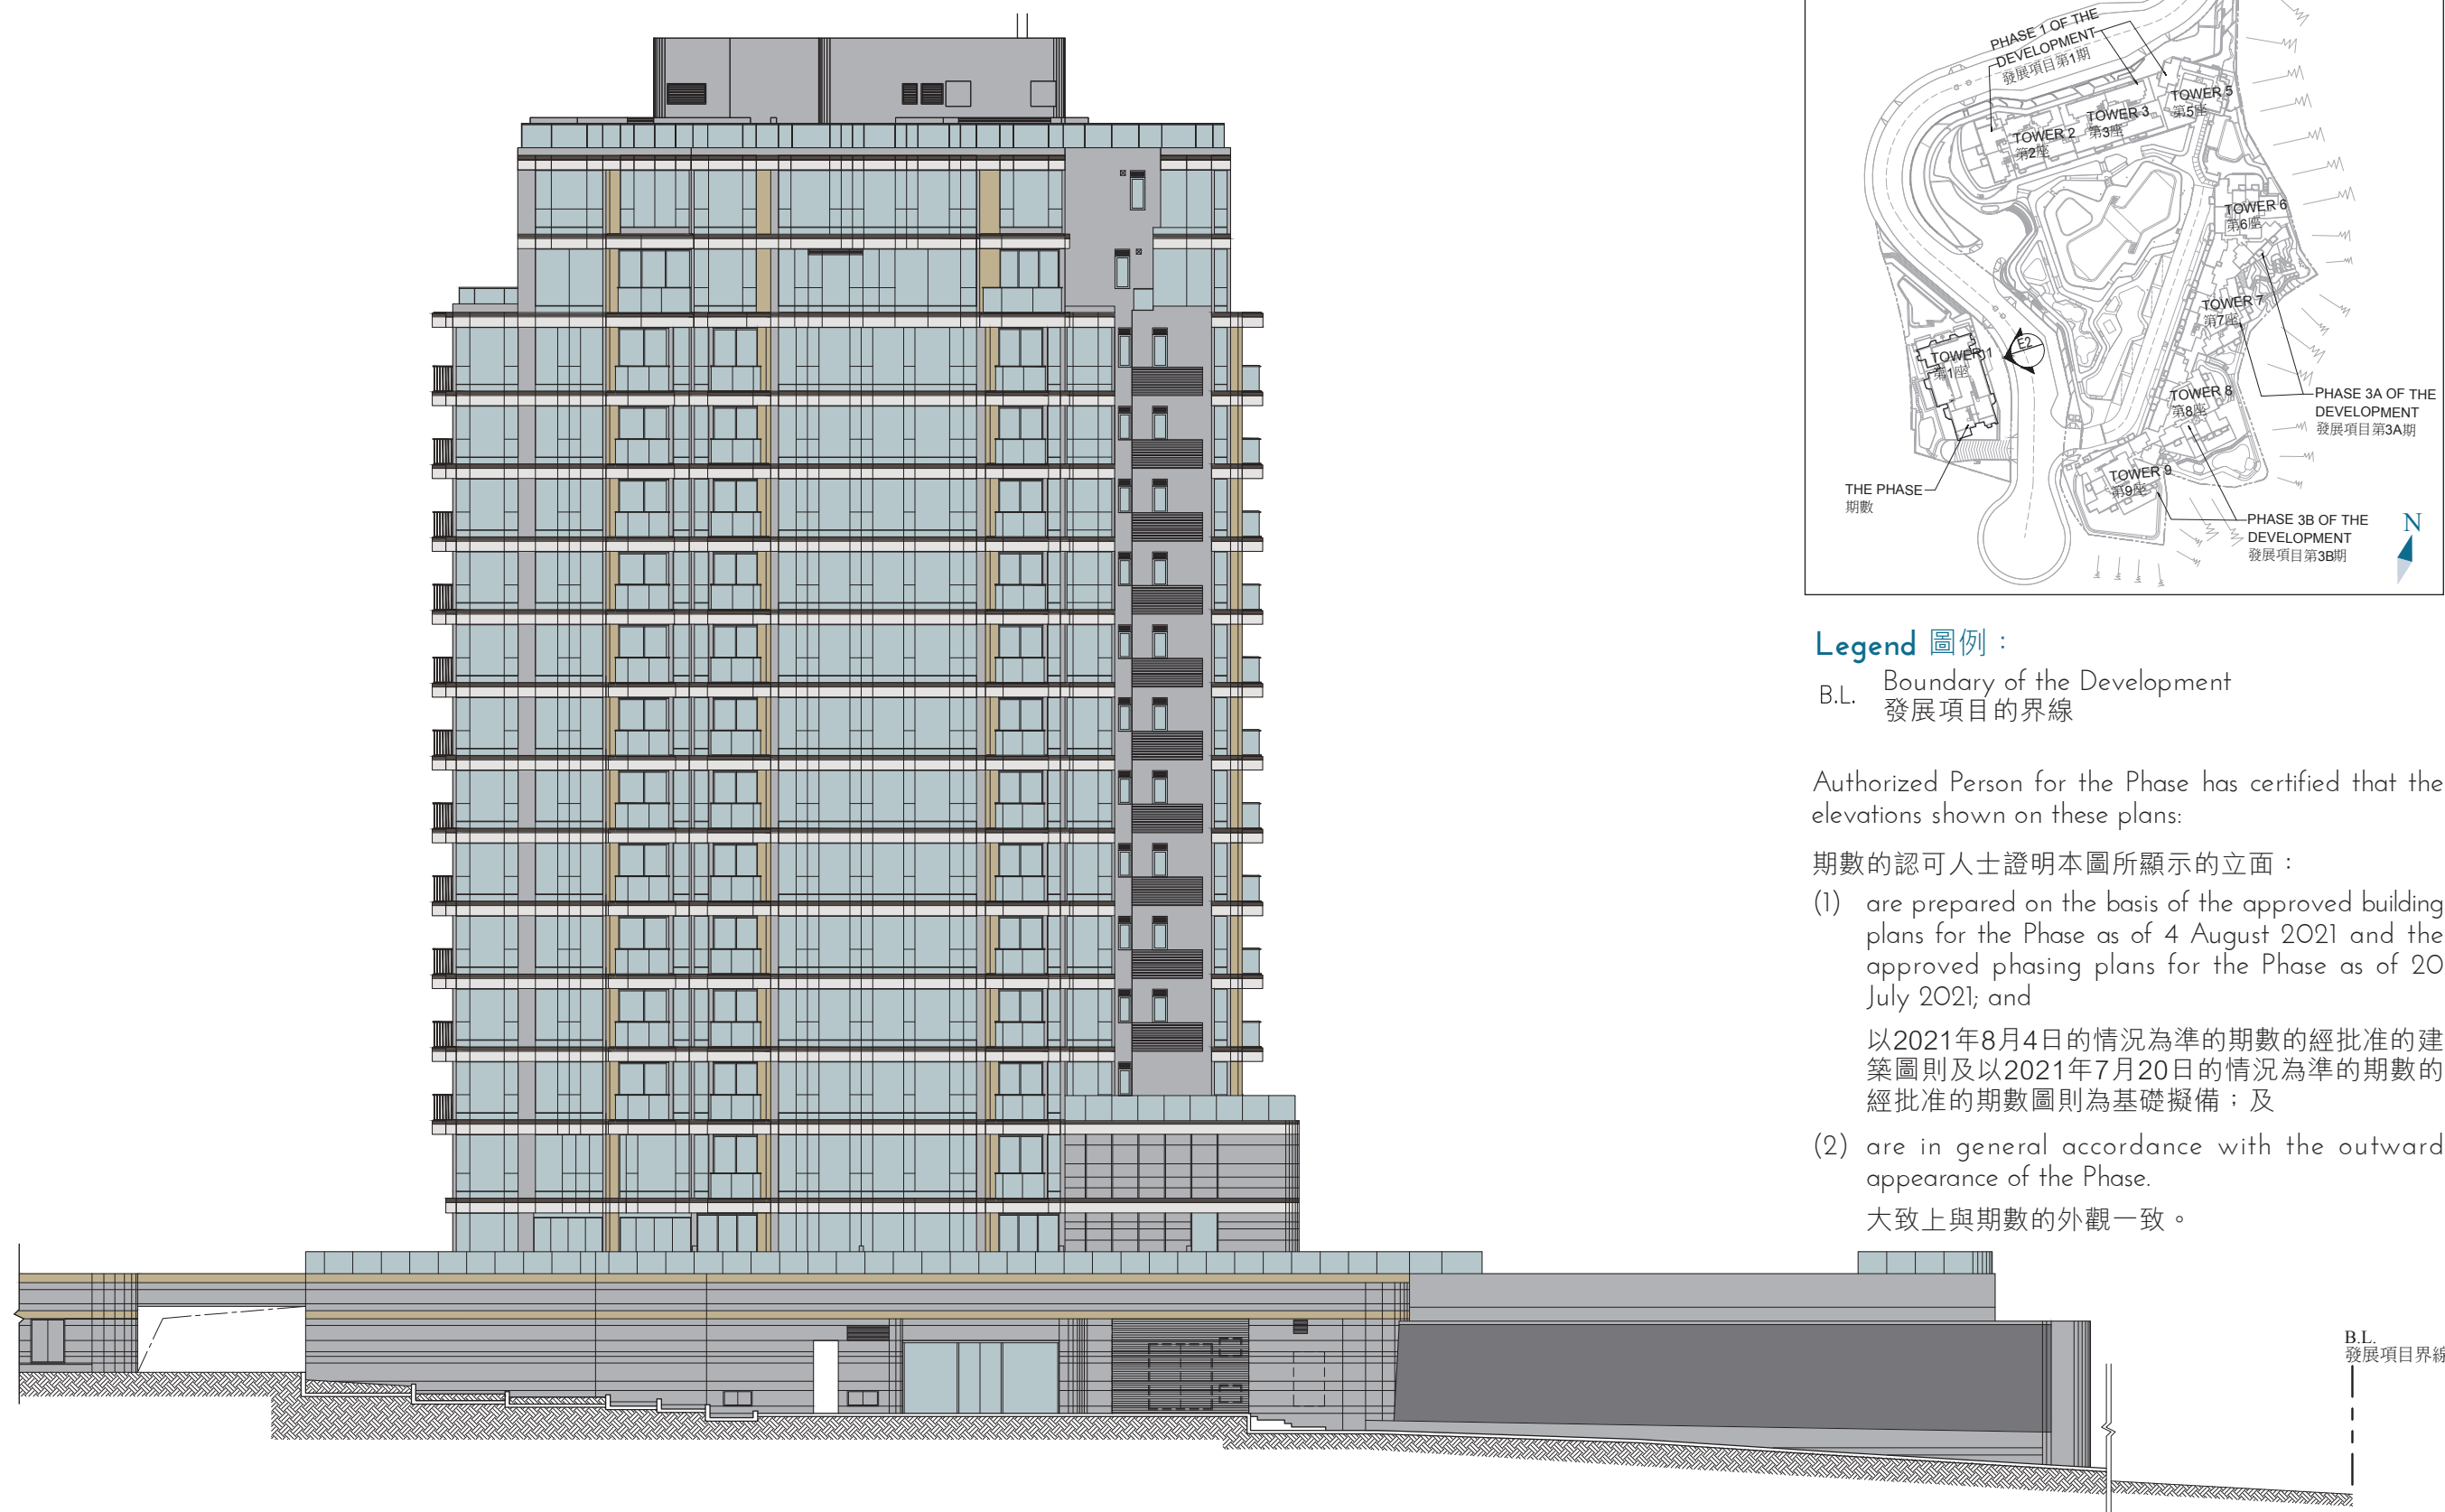 PHASE 1 OF THE
DEVELOPMENT
發展項目第1期
TOWER 5
第5座
TOWER 3
第3座
TOWER 2
第2座
TOWER 6
第6座
TOWER 7
第7座
E2
TOWER 1
第1座
TOWER 8
第8座
PHASE 3A OF THE
DEVELOPMENT
發展項目第3A期
TOWER 9
第9座
THE PHASE
期數
PHASE 3B OF THE
DEVELOPMENT
發展項目第3B期
N
Legend 圖例：
B.L. Boundary of the Development
發展項目的界線
Authorized Person for the Phase has certified that the
elevations shown on these plans:
期數的認可人士證明本圖所顯示的立面：
(1) are prepared on the basis of the approved building
plans for the Phase as of 4 August 2021 and the
approved phasing plans for the Phase as of 20
July 2021; and
以2021年8月4日的情況為準的期數的經批准的建
築圖則及以2021年7月20日的情況為準的期數的
經批准的期數圖則為基礎擬備；及
(2) are in general accordance with the outward
appearance of the Phase.
大致上與期數的外觀一致。
B.L.
發展項目界線